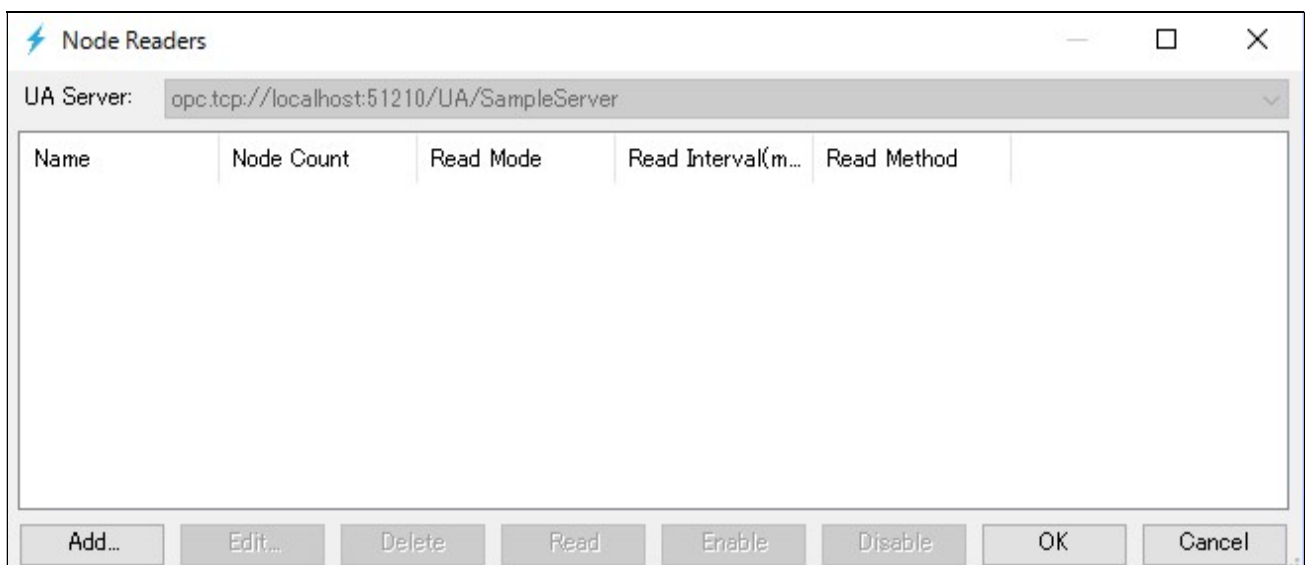 Node Readers
UA Server: opc.tcp://localhost:51210/UA/SampleServer
Name Node Count Read Mode Read Interval(m... Read Method
Add... Edit... Delete Read Enable Disable OK Cancel